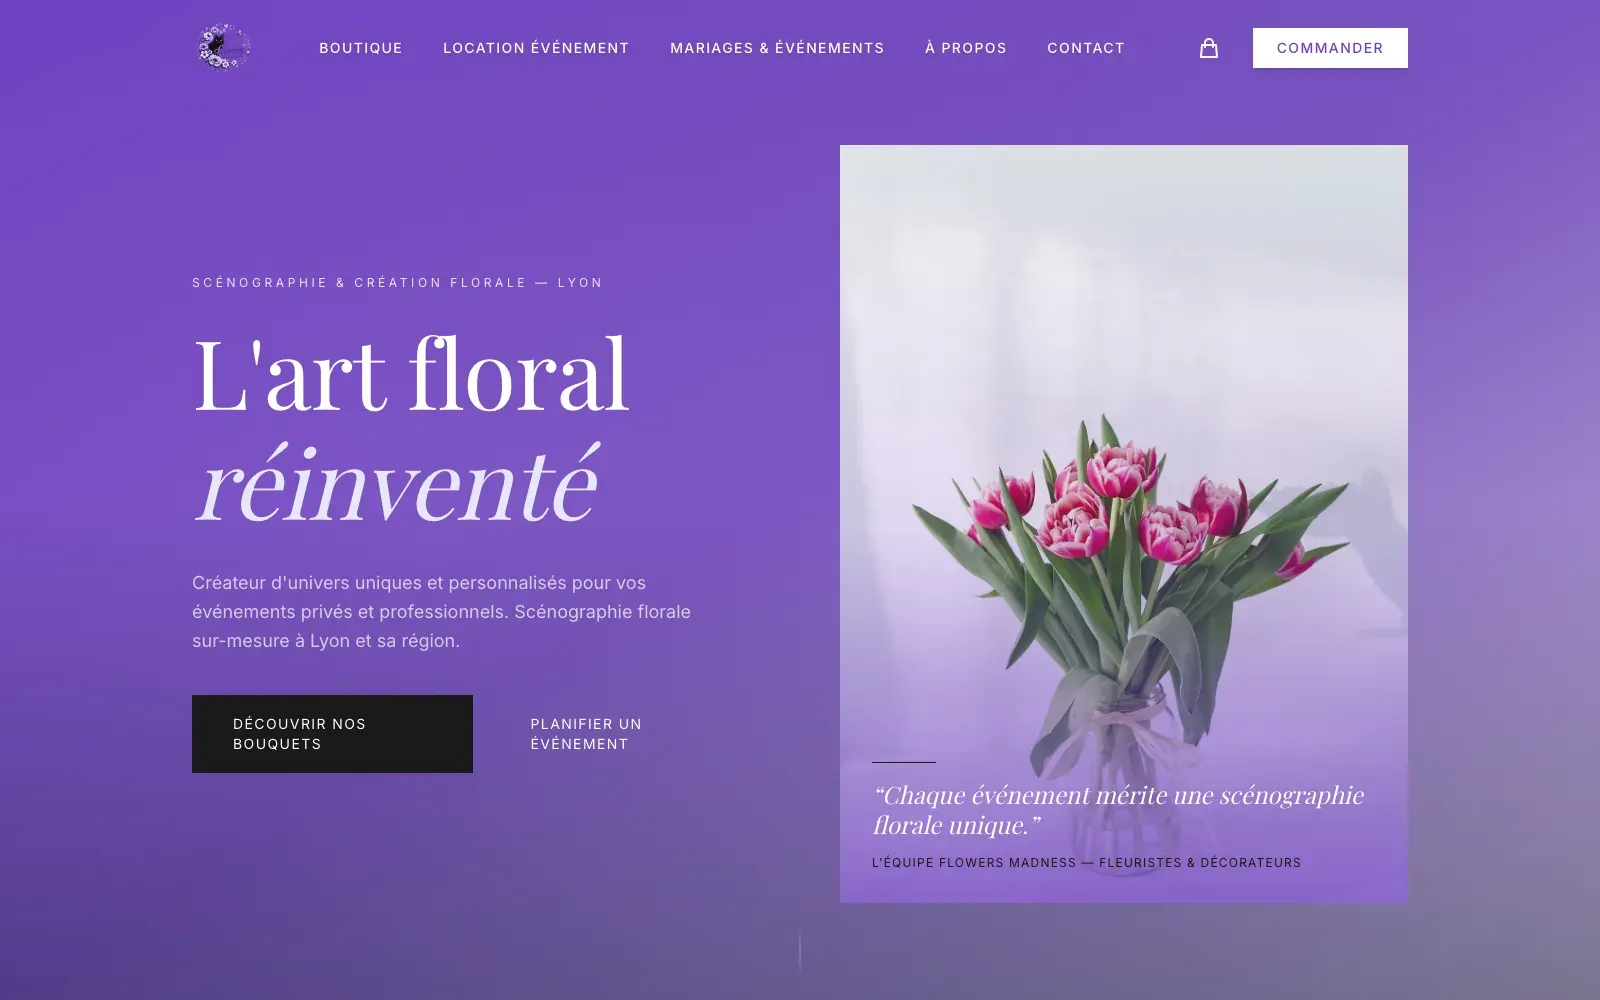 BOUTIQUE
LOCATION ÉVÉNEMENT
MARIAGES & ÉVÉNEMENTS
À PROPOS
CONTACT
COMMANDER
SCÉNOGRAPHIE & CRÉATION FLORALE — LYON
L'art floral
réinventé
Créateur d'univers uniques et personnalisés pour vos
événements privés et professionnels. Scénographie florale
sur-mesure à Lyon et sa région.
DÉCOUVRIR NOS
BOUQUETS
PLANIFIER UN
ÉVÉNEMENT
“Chaque événement mérite une scénographie
florale unique.”
L'ÉQUIPE FLOWERS MADNESS — FLEURISTES & DÉCORATEURS